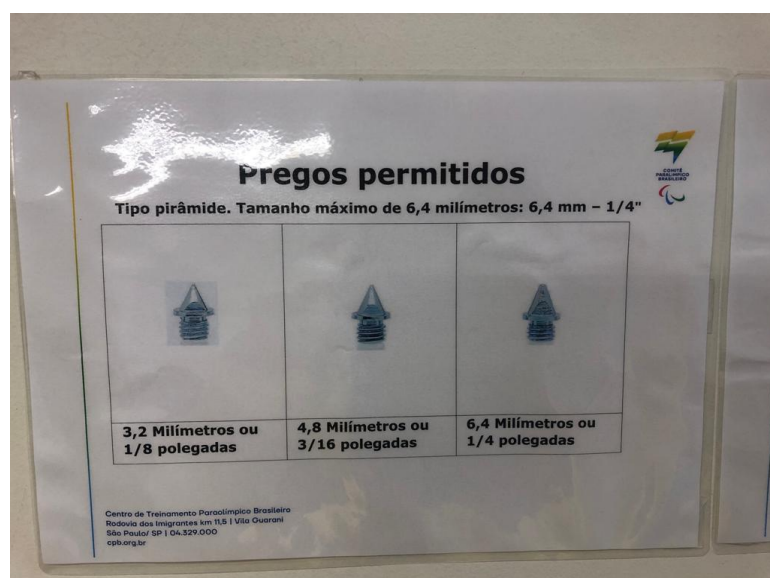 Pregos permitidos
COMITÊ
PARALIMPICO
BRASILEIRO
Tipo pirâmide. Tamanho máximo de 6,4 milímetros: 6,4 mm – 1/4"
3,2 Milímetros ou
1/8 polegadas
4,8 Milímetros ou
3/16 polegadas
6,4 Milímetros ou
1/4 polegadas
Centro de Treinamento Paraolímpico Brasileiro
Rodovia dos Imigrantes km 11,5 | Vila Guarani
São Paulo/ SP | 04.329.000
cpb.org.br